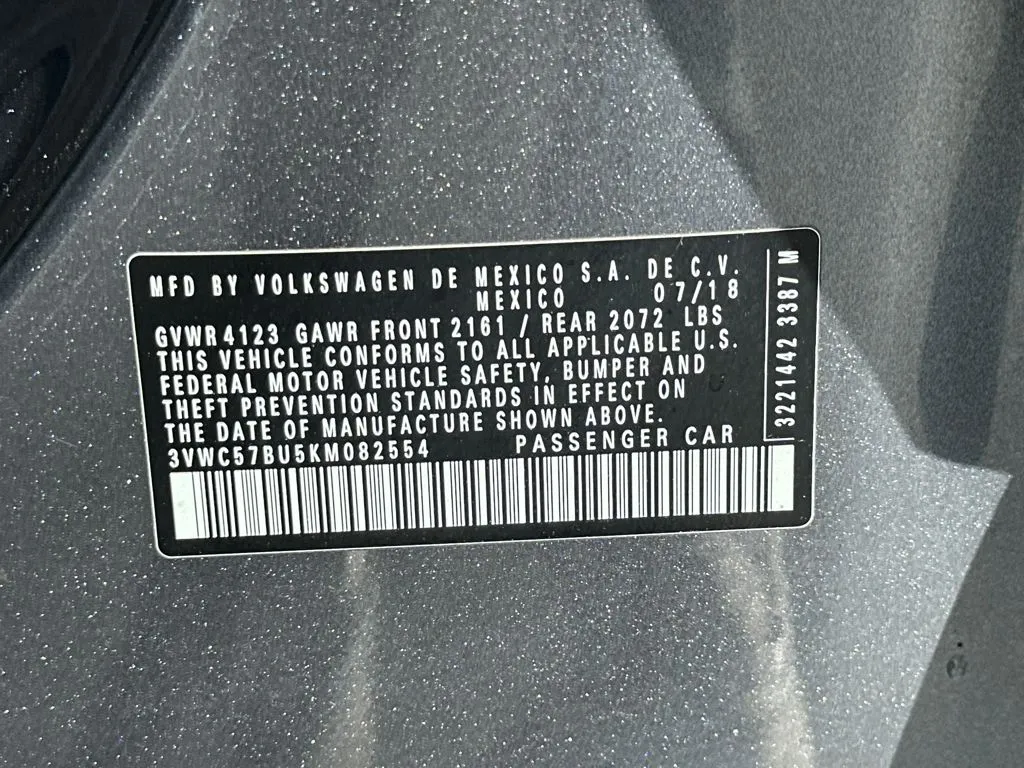 MFD BY VOLKSWAGEN DE MEXICO S.A. DE C.V.
MEXICO 07/18
GVWR 4123 GAWR FRONT 2161 / REAR 2072 LBS
THIS VEHICLE CONFORMS TO ALL APPLICABLE U.S.
FEDERAL MOTOR VEHICLE SAFETY, BUMPER AND
THEFT PREVENTION STANDARDS IN EFFECT ON
THE DATE OF MANUFACTURE SHOWN ABOVE.
3VWC57BU5KM082554 PASSENGER CAR
3221442 3387 M